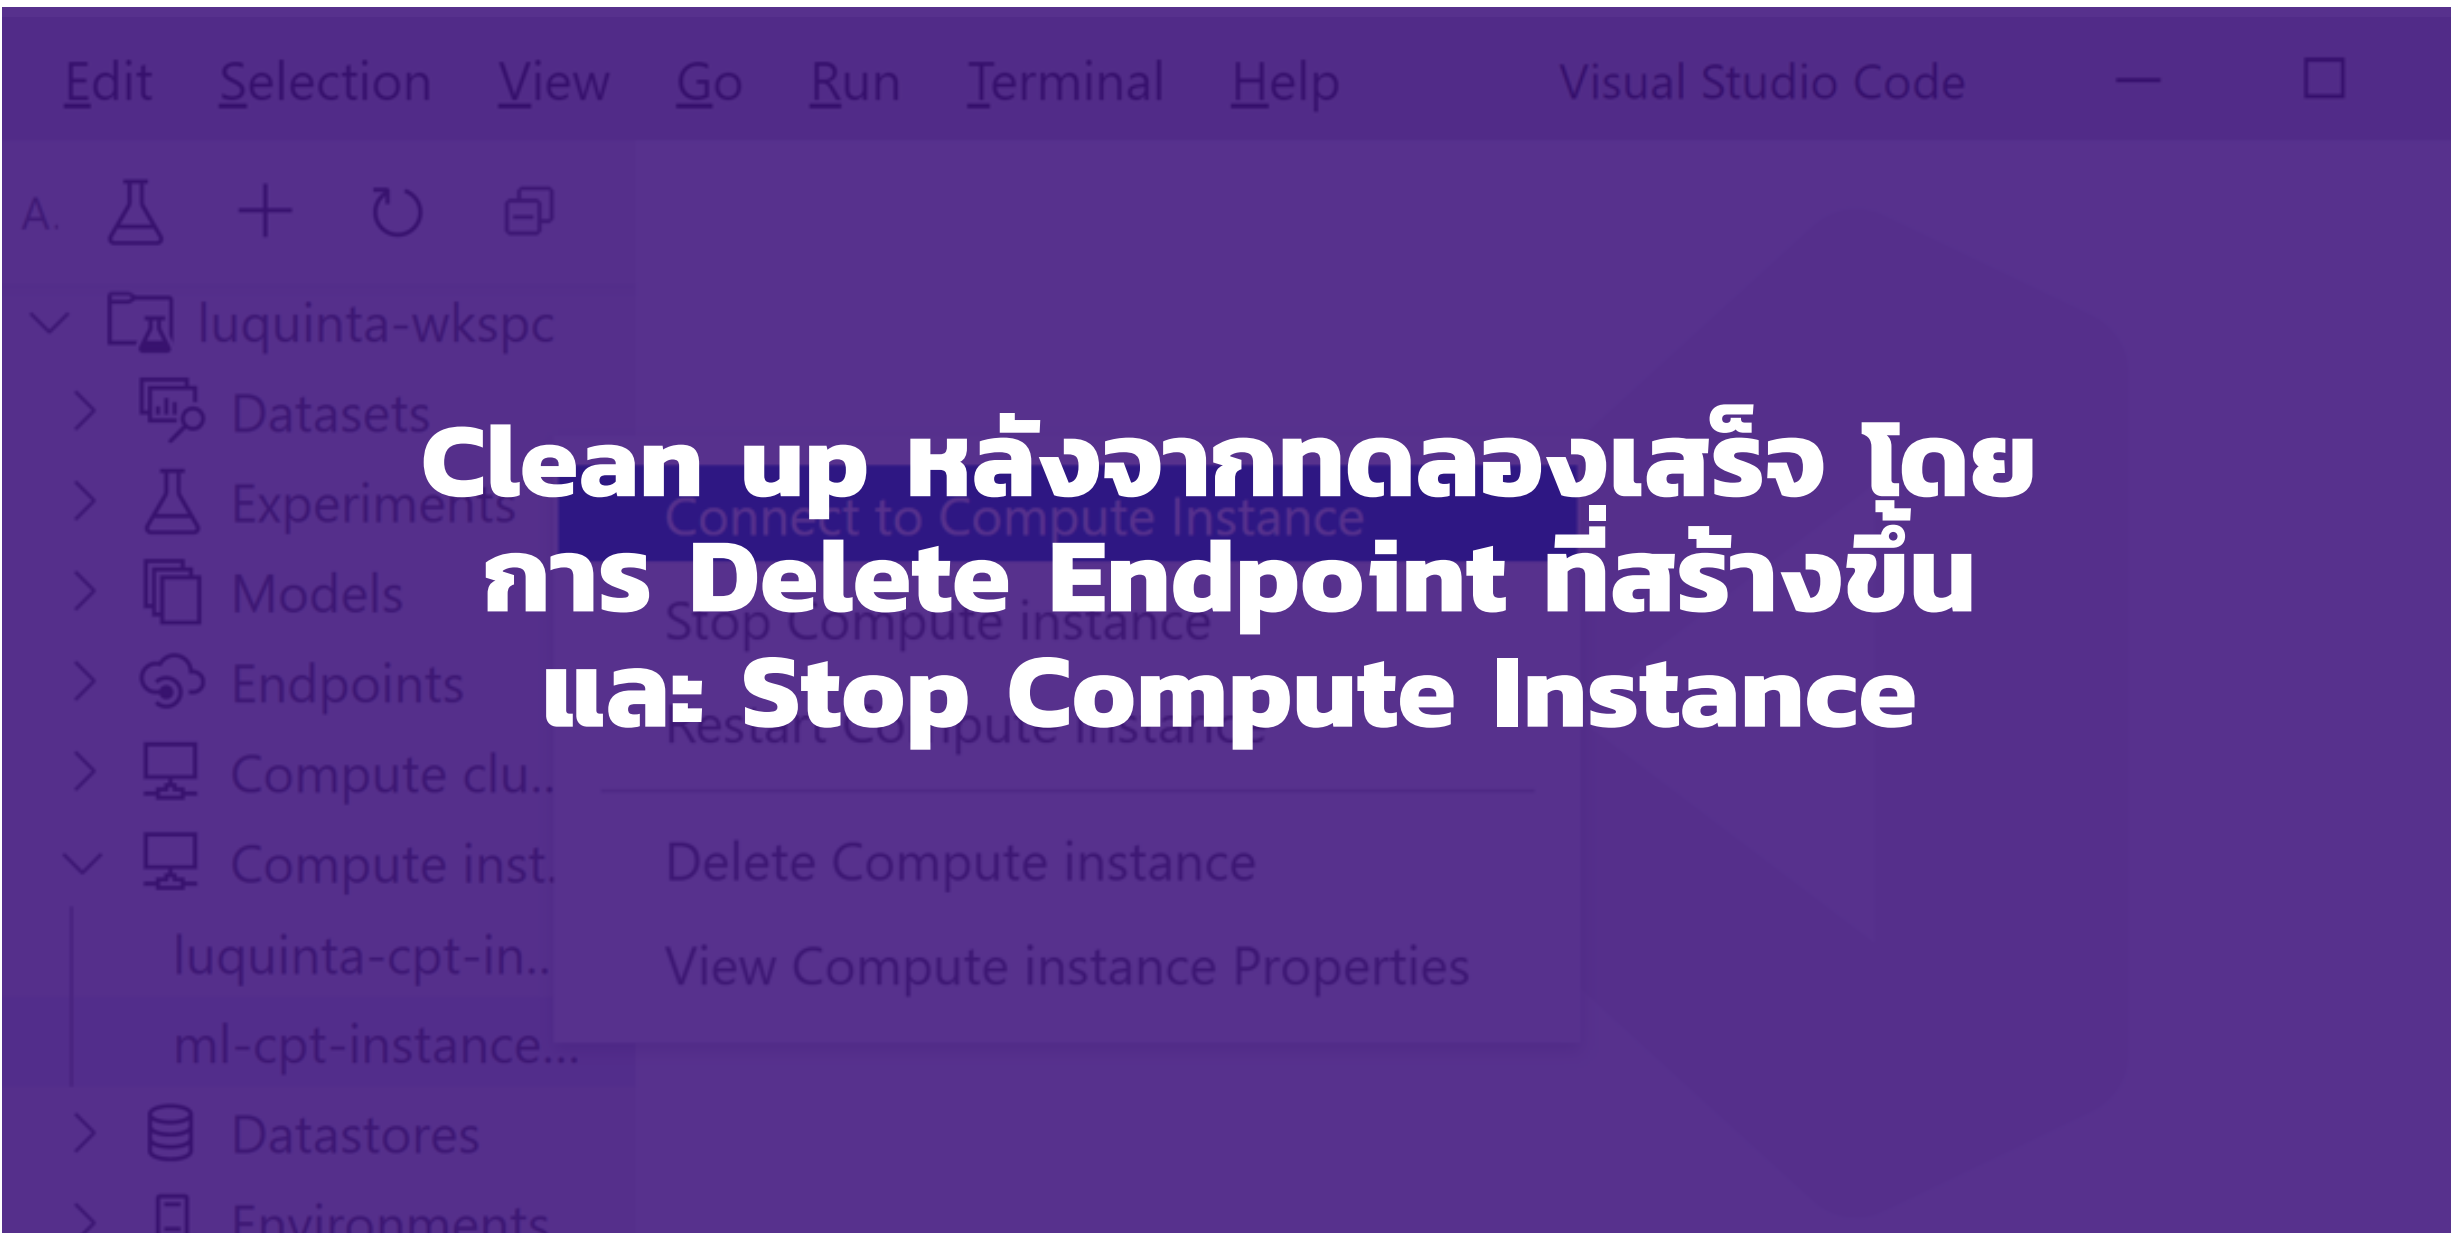 Edit Selection View Go Run Terminal Help Visual Studio Code
A.
luquinta-wkspc
Datasets
Experiments
Models
Endpoints
Compute clu..
Compute inst.
luquinta-cpt-in..
ml-cpt-instance...
Datastores
Environments
Connect to Compute Instance
Stop Compute instance
Restart Compute instance
Delete Compute instance
View Compute instance Properties
Clean up หลังจากทดลองเสร็จ โดย
การ Delete Endpoint ที่สร้างขึ้น
และ Stop Compute Instance